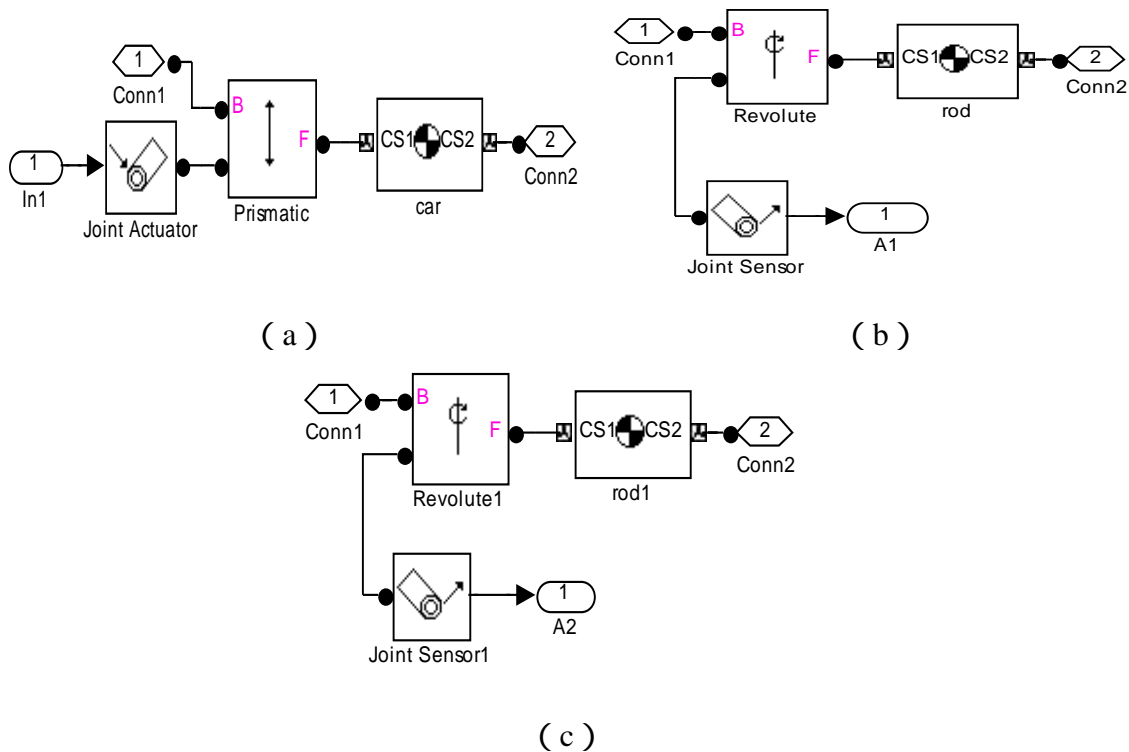 1
Conn1
B
F
Prismatic
1
In1
Joint Actuator
CS1 CS2
car
2
Conn2
(a)
1
Conn1
B
F
Revolute
CS1 CS2
rod
2
Conn2
Joint Sensor
1
A1
(b)
1
Conn1
B
F
Revolute1
CS1 CS2
rod1
2
Conn2
Joint Sensor1
1
A2
(c)